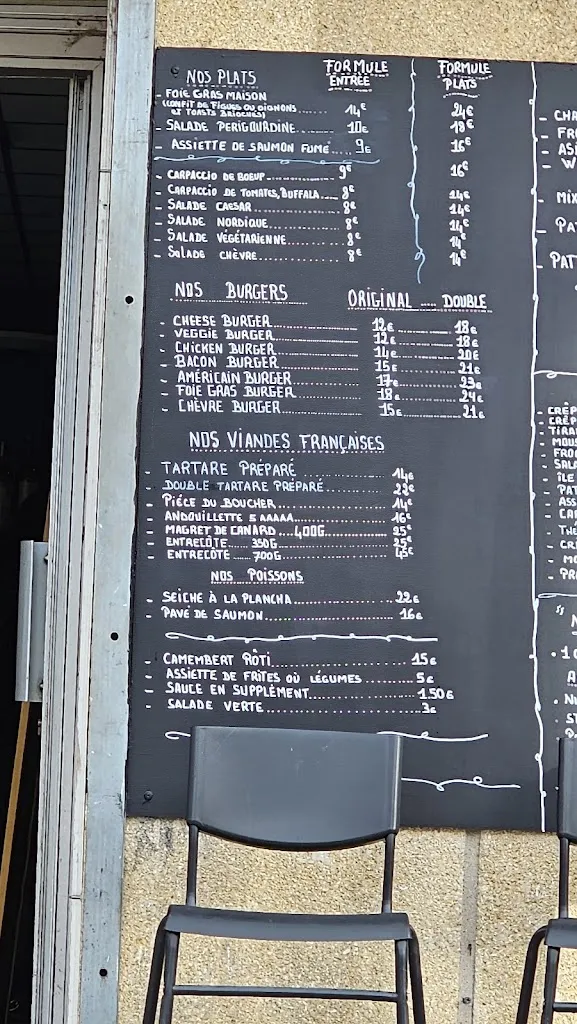 NOS PLATS FORMULE ENTRÉE FORMULE PLATS
- FOIE GRAS MAISON
(CONFIT DE FIGUES OU OIGNONS
ET TOASTS BRIOCHÉS) 14€ 24€
- SALADE PERIGOURDINE 10€ 18€
- ASSIETTE DE SAUMON FUMÉ 9€ 16€
- CARPACCIO DE BOEUF 9€ 16€
- CARPACCIO DE TOMATES, BUFFALA 8€ 14€
- SALADE CAESAR 8€ 14€
- SALADE NORDIQUE 8€ 14€
- SALADE VÉGÉTARIENNE 8€ 14€
- SALADE CHÈVRE 8€ 14€
NOS BURGERS ORIGINAL DOUBLE
- CHEESE BURGER 12€ 18€
- VEGGIE BURGER 12€ 18€
- CHICKEN BURGER 14€ 20€
- BACON BURGER 15€ 21€
- AMÉRICAIN BURGER 17€ 23€
- FOIE GRAS BURGER 18€ 24€
- CHÈVRE BURGER 15€ 21€
NOS VIANDES FRANÇAISES
- TARTARE PRÉPARÉ 14€
- DOUBLE TARTARE PRÉPARÉ 22€
- PIÉCE DU BOUCHER 14€
- ANDOUILLETTE 5 AAAAA 16€
- MAGRET DE CANARD 400G 25€
- ENTRECÔTE 350G 25€
- ENTRECÔTE 700G 45€
NOS POISSONS
- SEICHE À LA PLANCHA 22€
- PAVÉ DE SAUMON 16€
- CAMEMBERT RÔTI 15€
- ASSIETTE DE FRÎTES OÙ LÉGUMES 5€
- SAUCE EN SUPPLÉMENT 1.50€
- SALADE VERTE 3€